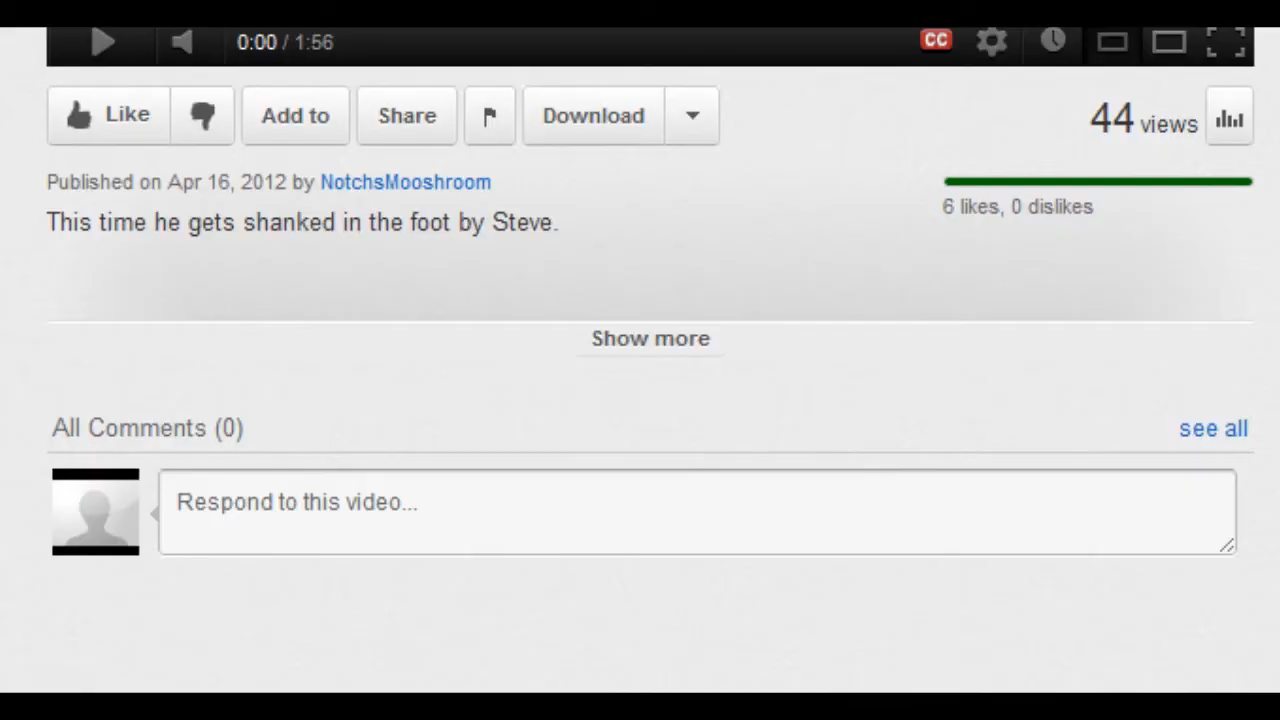 0:00 / 1:56 CC
Like Add to Share Download 44 views
Published on Apr 16, 2012 by NotchsMooshroom
6 likes, 0 dislikes
This time he gets shanked in the foot by Steve.
Show more
All Comments (0) see all
Respond to this video...